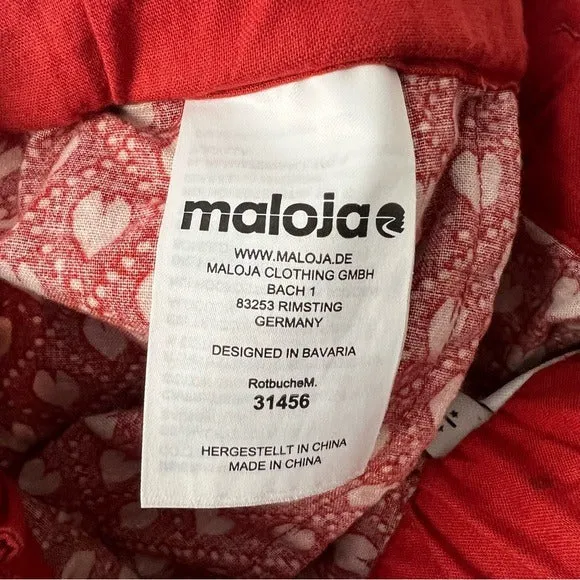 maloja
WWW.MALOJA.DE
MALOJA CLOTHING GMBH
BACH 1
83253 RIMSTING
GERMANY
DESIGNED IN BAVARIA
RotbucheM.
31456
HERGESTELLT IN CHINA
MADE IN CHINA